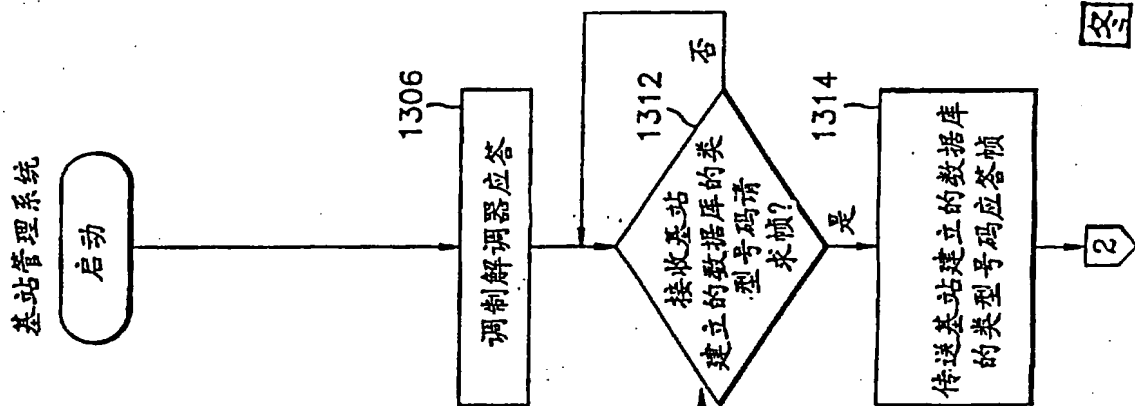 基站管理系统
启动
1306
调制解调器应答
1312
接收基站
建立的数据库的类
型号码请
求帧?
否
是
1314
传送基站建立的数据库
的类型号码应答帧
2
图